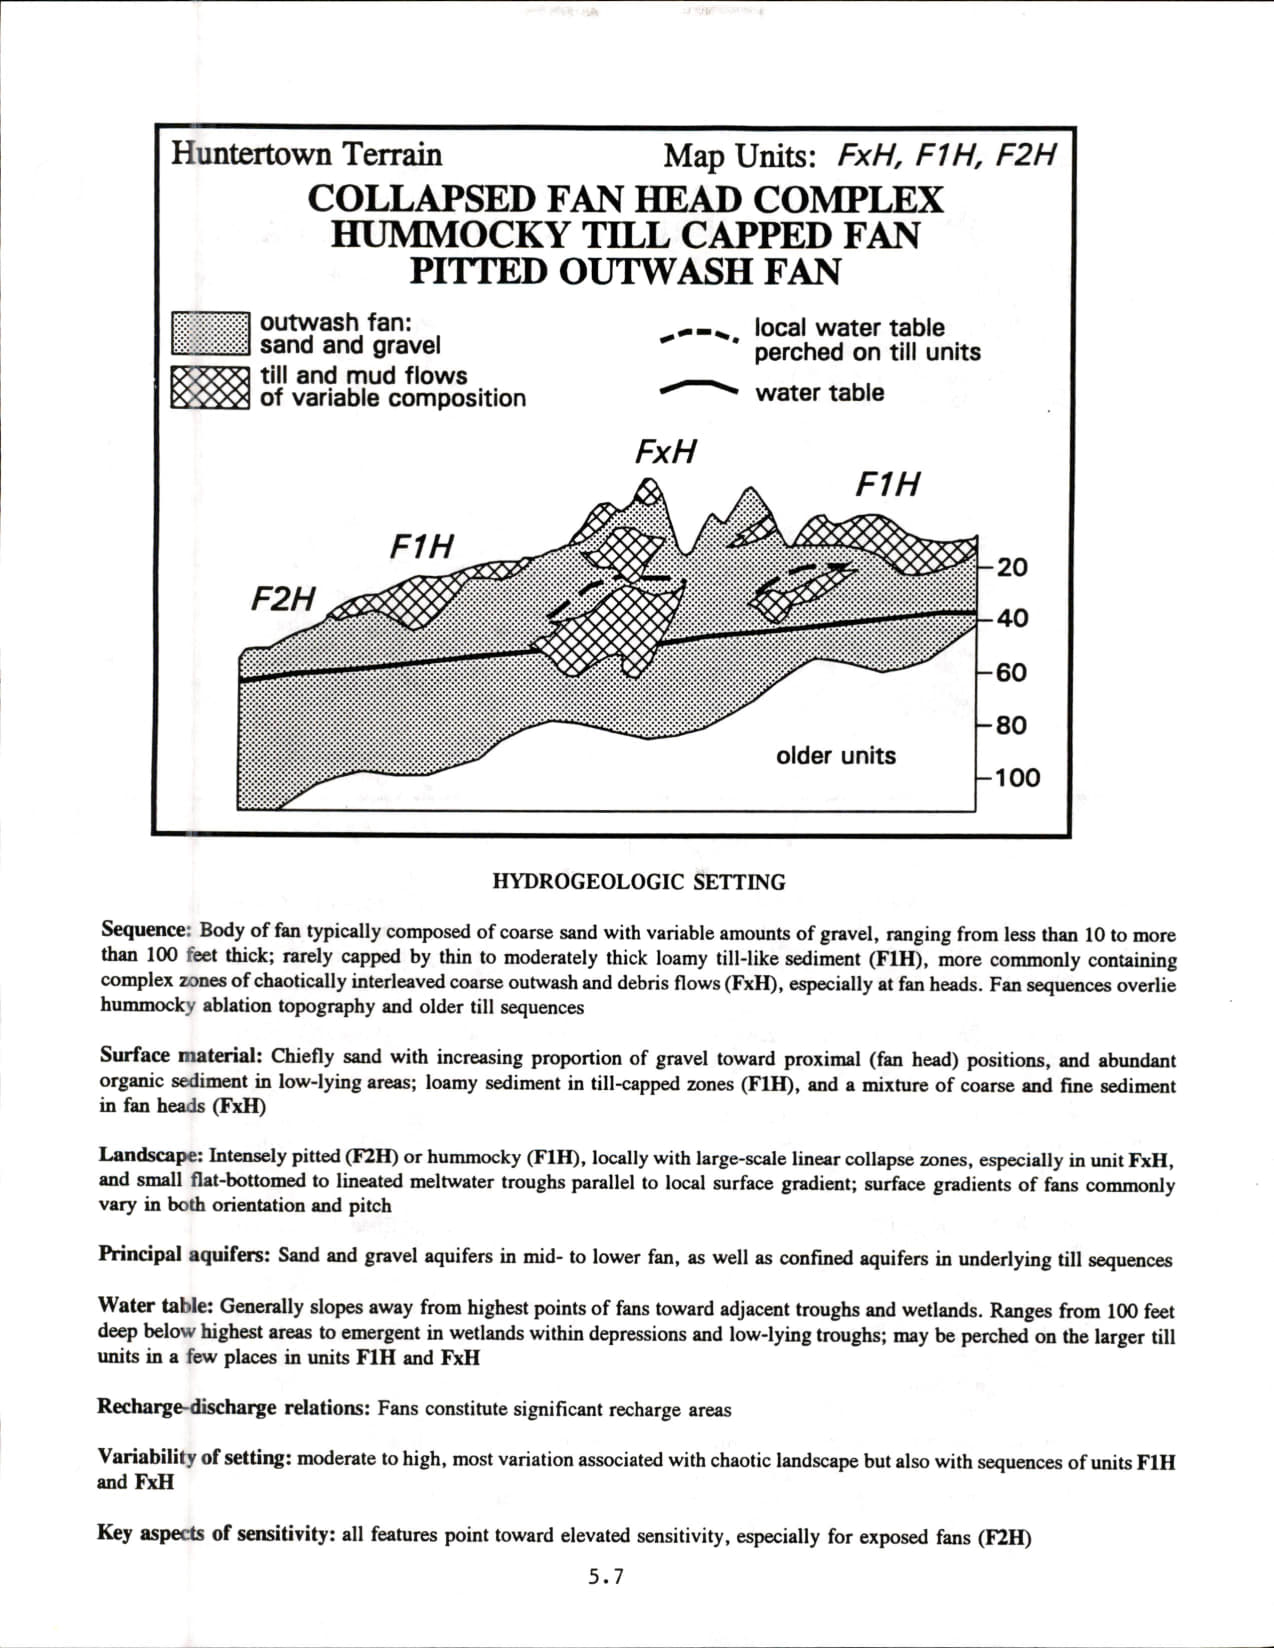 Huntertown Terrain
Map Units: FxH, F1H, F2H
COLLAPSED FAN HEAD COMPLEX
HUMMOCKY TILL CAPPED FAN
PITTED OUTWASH FAN
outwash fan:
sand and gravel
till and mud flows
of variable composition
local water table
perched on till units
water table
FxH
F1H
F1H
F2H
20
40
60
80
100
older units
HYDROGEOLOGIC SETTING
Sequence: Body of fan typically composed of coarse sand with variable amounts of gravel, ranging from less than 10 to more
than 100 feet thick; rarely capped by thin to moderately thick loamy till-like sediment (F1H), more commonly containing
complex zones of chaotically interleaved coarse outwash and debris flows (FxH), especially at fan heads. Fan sequences overlie
hummocky ablation topography and older till sequences
Surface material: Chiefly sand with increasing proportion of gravel toward proximal (fan head) positions, and abundant
organic sediment in low-lying areas; loamy sediment in till-capped zones (F1H), and a mixture of coarse and fine sediment
in fan heads (FxH)
Landscape: Intensely pitted (F2H) or hummocky (F1H), locally with large-scale linear collapse zones, especially in unit FxH,
and small flat-bottomed to lineated meltwater troughs parallel to local surface gradient; surface gradients of fans commonly
vary in both orientation and pitch
Principal aquifers: Sand and gravel aquifers in mid- to lower fan, as well as confined aquifers in underlying till sequences
Water table: Generally slopes away from highest points of fans toward adjacent troughs and wetlands. Ranges from 100 feet
deep below highest areas to emergent in wetlands within depressions and low-lying troughs; may be perched on the larger till
units in a few places in units F1H and FxH
Recharge-discharge relations: Fans constitute significant recharge areas
Variability of setting: moderate to high, most variation associated with chaotic landscape but also with sequences of units F1H
and FxH
Key aspects of sensitivity: all features point toward elevated sensitivity, especially for exposed fans (F2H)
5.7